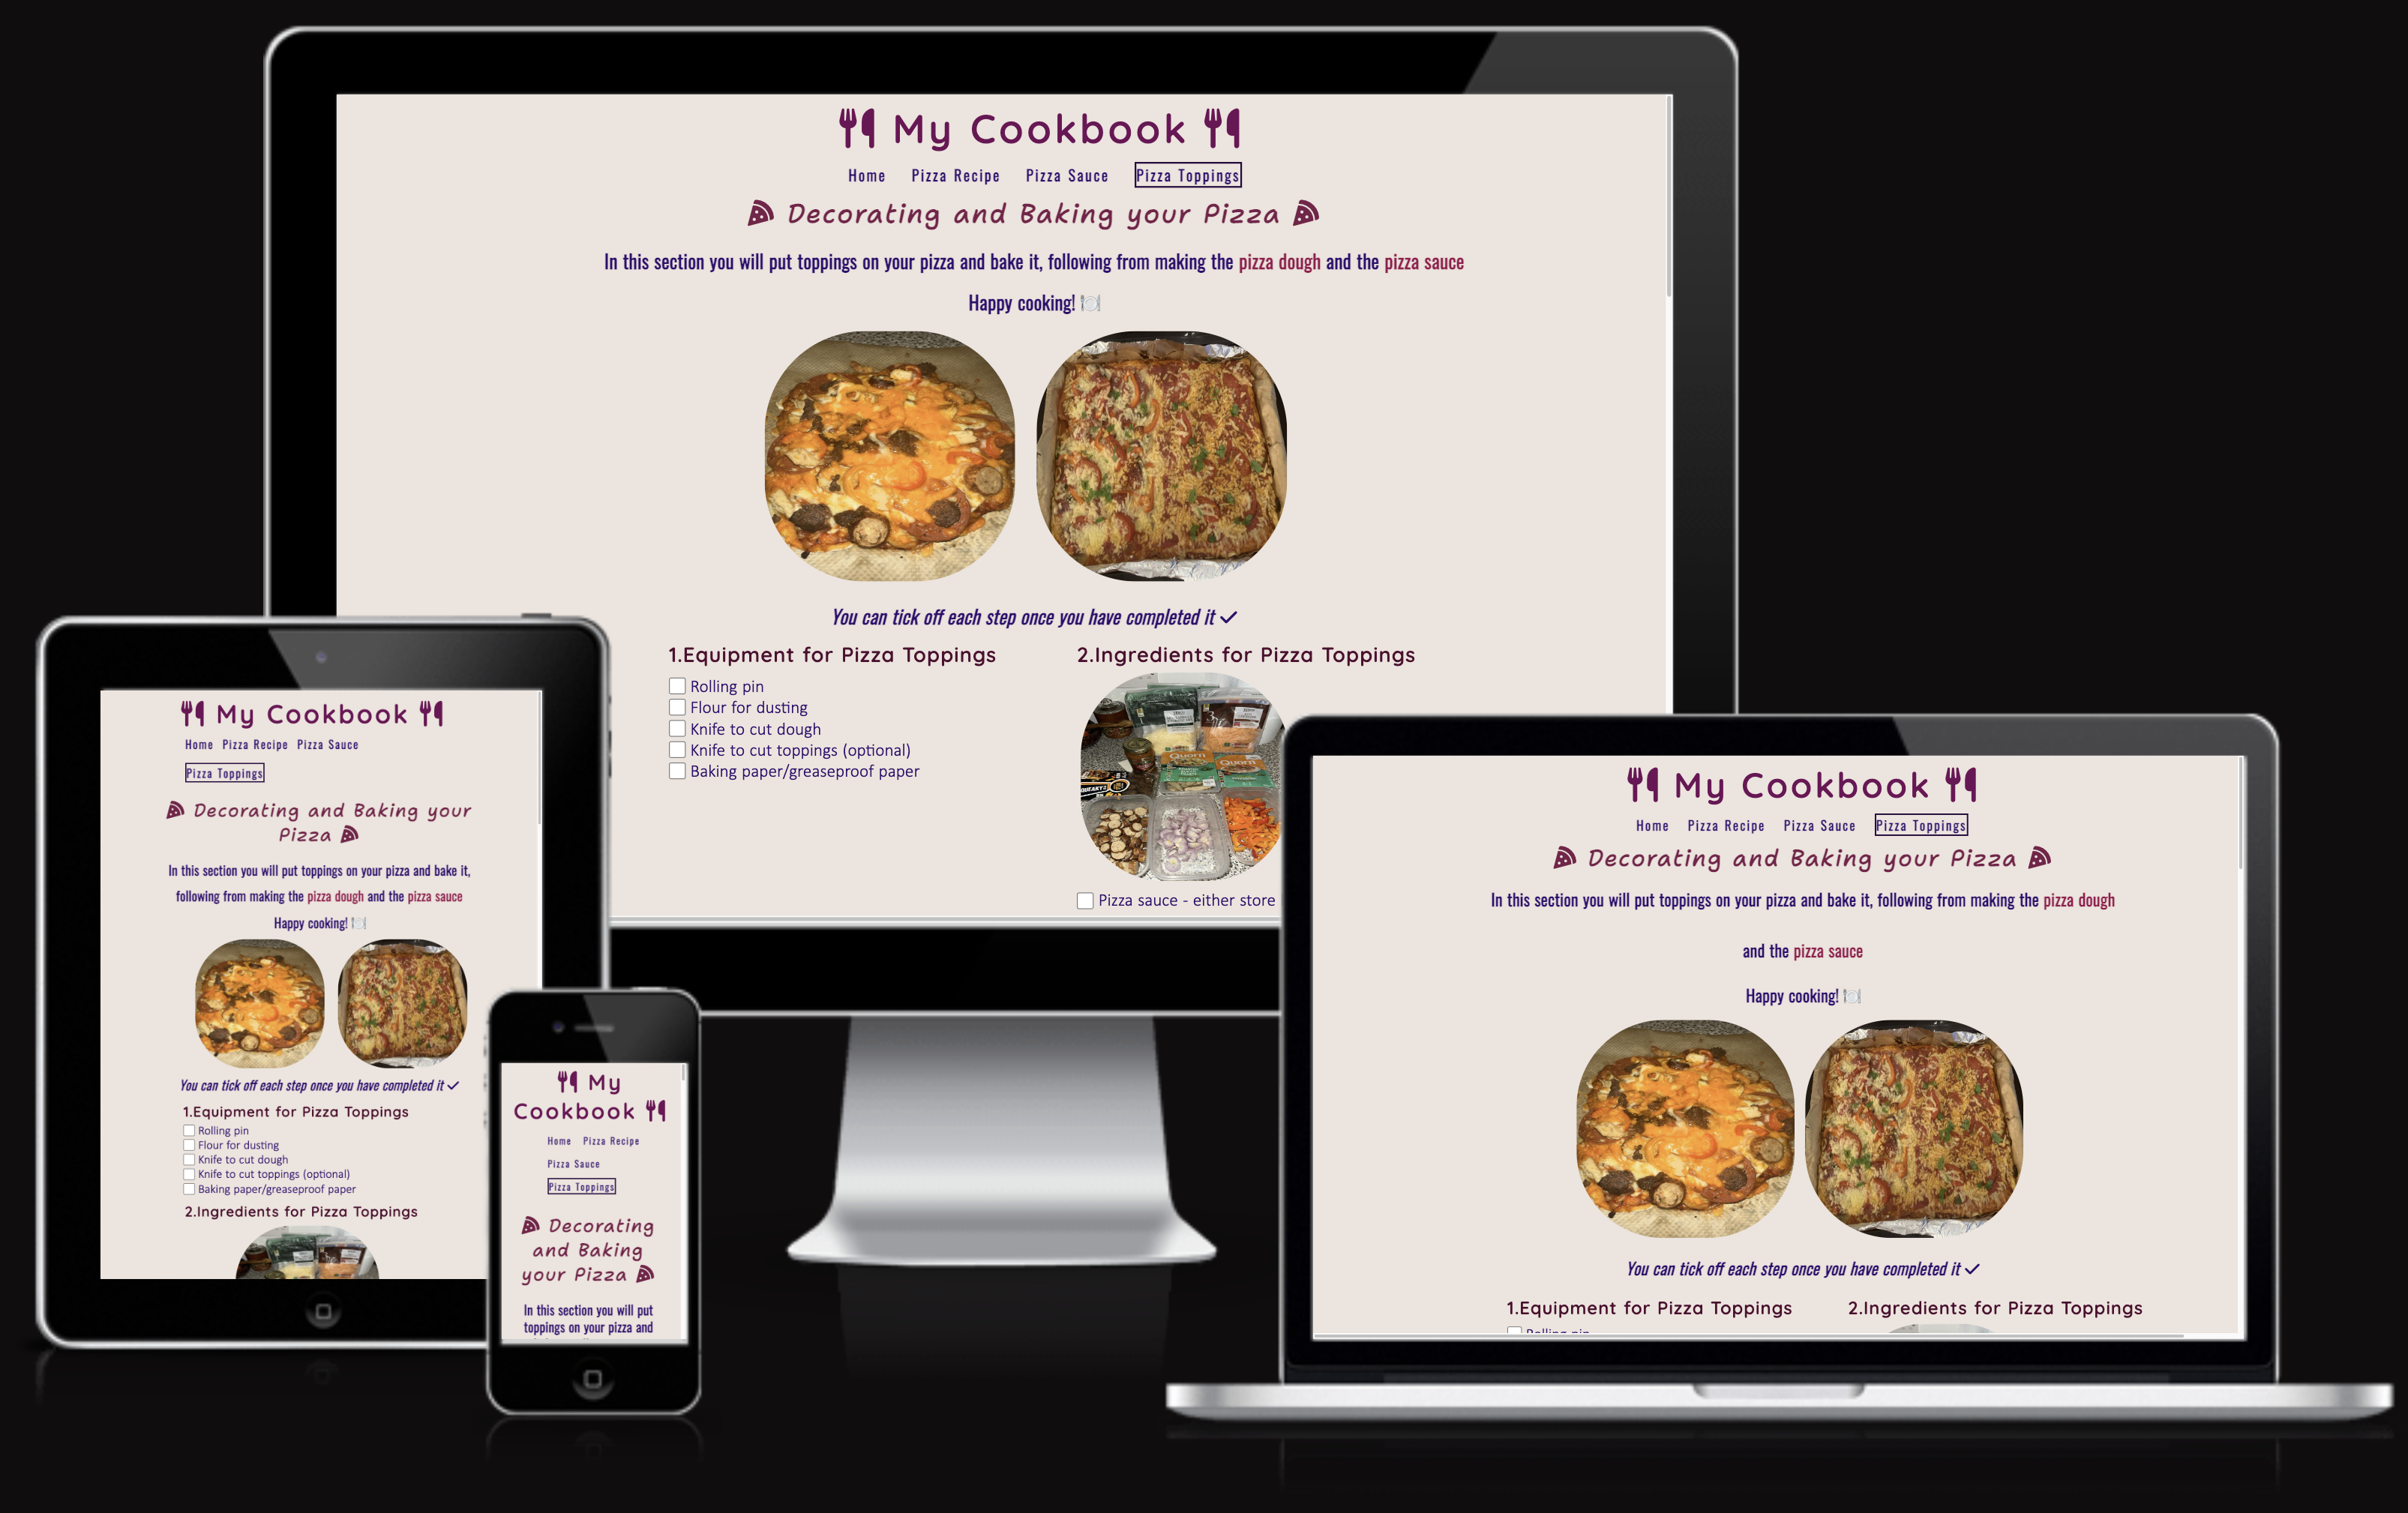 My Cookbook
Home Pizza Recipe Pizza Sauce Pizza Toppings
Decorating and Baking your Pizza
In this section you will put toppings on your pizza and bake it, following from making the pizza dough and the pizza sauce
Happy cooking! 🍽️
You can tick off each step once you have completed it ✓
1.Equipment for Pizza Toppings
Rolling pin
Flour for dusting
Knife to cut dough
Knife to cut toppings (optional)
Baking paper/greaseproof paper
2.Ingredients for Pizza Toppings
Quorn
Quorn
Pizza sauce - either store
My Cookbook
Home Pizza Recipe Pizza Sauce
Pizza Toppings
Decorating and Baking your
Pizza
In this section you will put toppings on your pizza and bake it,
following from making the pizza dough and the pizza sauce
Happy cooking! 🍽️
You can tick off each step once you have completed it ✓
1.Equipment for Pizza Toppings
Rolling pin
Flour for dusting
Knife to cut dough
Knife to cut toppings (optional)
Baking paper/greaseproof paper
2.Ingredients for Pizza Toppings
My
Cookbook
Home Pizza Recipe
Pizza Sauce
Pizza Toppings
Decorating
and Baking
your Pizza
In this section you will put
toppings on your pizza and
My Cookbook
Home Pizza Recipe Pizza Sauce Pizza Toppings
Decorating and Baking your Pizza
In this section you will put toppings on your pizza and bake it, following from making the pizza dough
and the pizza sauce
Happy cooking! 🍽️
You can tick off each step once you have completed it ✓
1.Equipment for Pizza Toppings
Rolling pin
2.Ingredients for Pizza Toppings